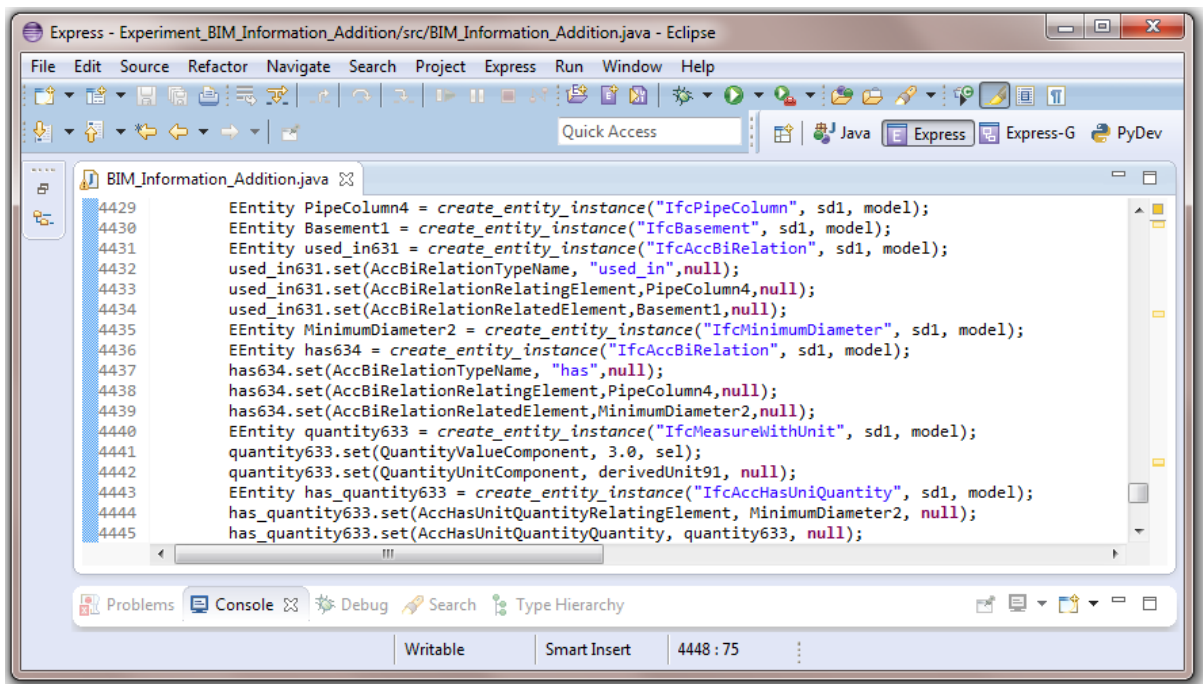 Express - Experiment_BIM_Information_Addition/src/BIM_Information_Addition.java - Eclipse
File Edit Source Refactor Navigate Search Project Express Run Window Help
Quick Access Java Express Express-G PyDev
BIM_Information_Addition.java
4429 EEntity PipeColumn4 = create_entity_instance("IfcPipeColumn", sd1, model);
4430 EEntity Basement1 = create_entity_instance("IfcBasement", sd1, model);
4431 EEntity used_in631 = create_entity_instance("IfcAccBiRelation", sd1, model);
4432 used_in631.set(AccBiRelationTypeName, "used_in",null);
4433 used_in631.set(AccBiRelationRelatingElement,PipeColumn4,null);
4434 used_in631.set(AccBiRelationRelatedElement,Basement1,null);
4435 EEntity MinimumDiameter2 = create_entity_instance("IfcMinimumDiameter", sd1, model);
4436 EEntity has634 = create_entity_instance("IfcAccBiRelation", sd1, model);
4437 has634.set(AccBiRelationTypeName, "has",null);
4438 has634.set(AccBiRelationRelatingElement,PipeColumn4,null);
4439 has634.set(AccBiRelationRelatedElement,MinimumDiameter2,null);
4440 EEntity quantity633 = create_entity_instance("IfcMeasureWithUnit", sd1, model);
4441 quantity633.set(QuantityValueComponent, 3.0, sel);
4442 quantity633.set(QuantityUnitComponent, derivedUnit91, null);
4443 EEntity has_quantity633 = create_entity_instance("IfcAccHasUniQuantity", sd1, model);
4444 has_quantity633.set(AccHasUnitQuantityRelatingElement, MinimumDiameter2, null);
4445 has_quantity633.set(AccHasUnitQuantityQuantity, quantity633, null);
Problems Console Debug Search Type Hierarchy
Writable Smart Insert 4448 : 75